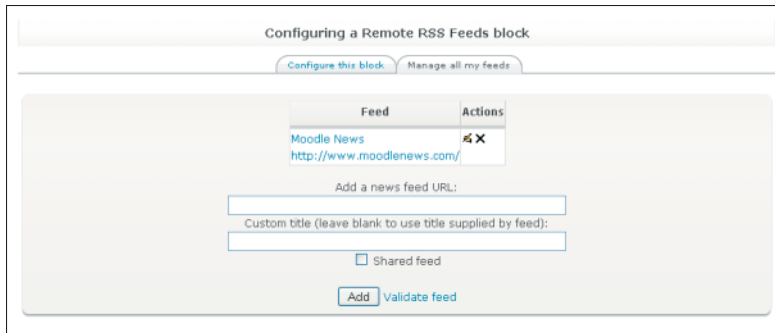 Configuring a Remote RSS Feeds block
Configure this block Manage all my feeds
Feed Actions
Moodle News
http://www.moodlenews.com/
Add a news feed URL:
Custom title (leave blank to use title supplied by feed):
Shared feed
Add Validate feed